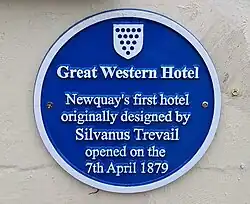 Great Western Hotel
Newquay's first hotel
originally designed by
Silvanus Trevail
opened on the
7th April 1879